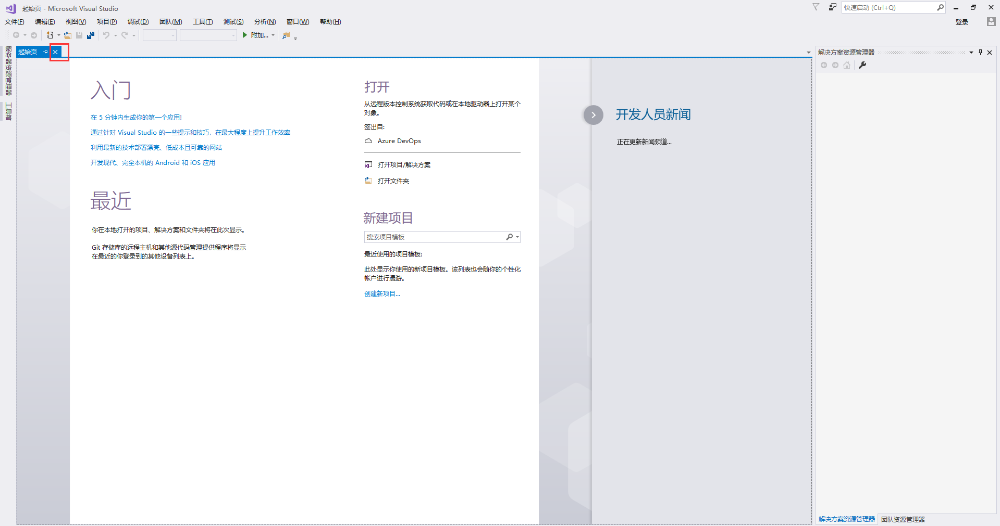 起始页 - Microsoft Visual Studio
快速启动 (Ctrl+Q)
文件(F) 编辑(E) 视图(V) 项目(P) 调试(D) 团队(M) 工具(T) 测试(S) 分析(N) 窗口(W) 帮助(H)
登录
附加...
服务器资源管理器
工具箱
起始页
入门
在 5 分钟内生成你的第一个应用!
通过针对 Visual Studio 的一些提示和技巧，在最大程度上提升工作效率
利用最新的技术部署漂亮、低成本且可靠的网站
开发现代、完全本机的 Android 和 iOS 应用
最近
你在本地打开的项目、解决方案和文件夹将在此次显示。
Git 存储库的远程主机和其他源代码管理提供程序将显示
在最近的你登录到的其他设备列表上。
打开
从远程版本控制系统获取代码或在本地驱动器上打开某个
对象。
签出自:
Azure DevOps
打开项目/解决方案
打开文件夹
新建项目
搜索项目模板
最近使用的项目模板:
此处显示你使用的新项目模板。该列表也会随你的个性化
帐户进行漫游。
创建新项目...
开发人员新闻
正在更新新闻频道...
解决方案资源管理器
解决方案资源管理器 团队资源管理器